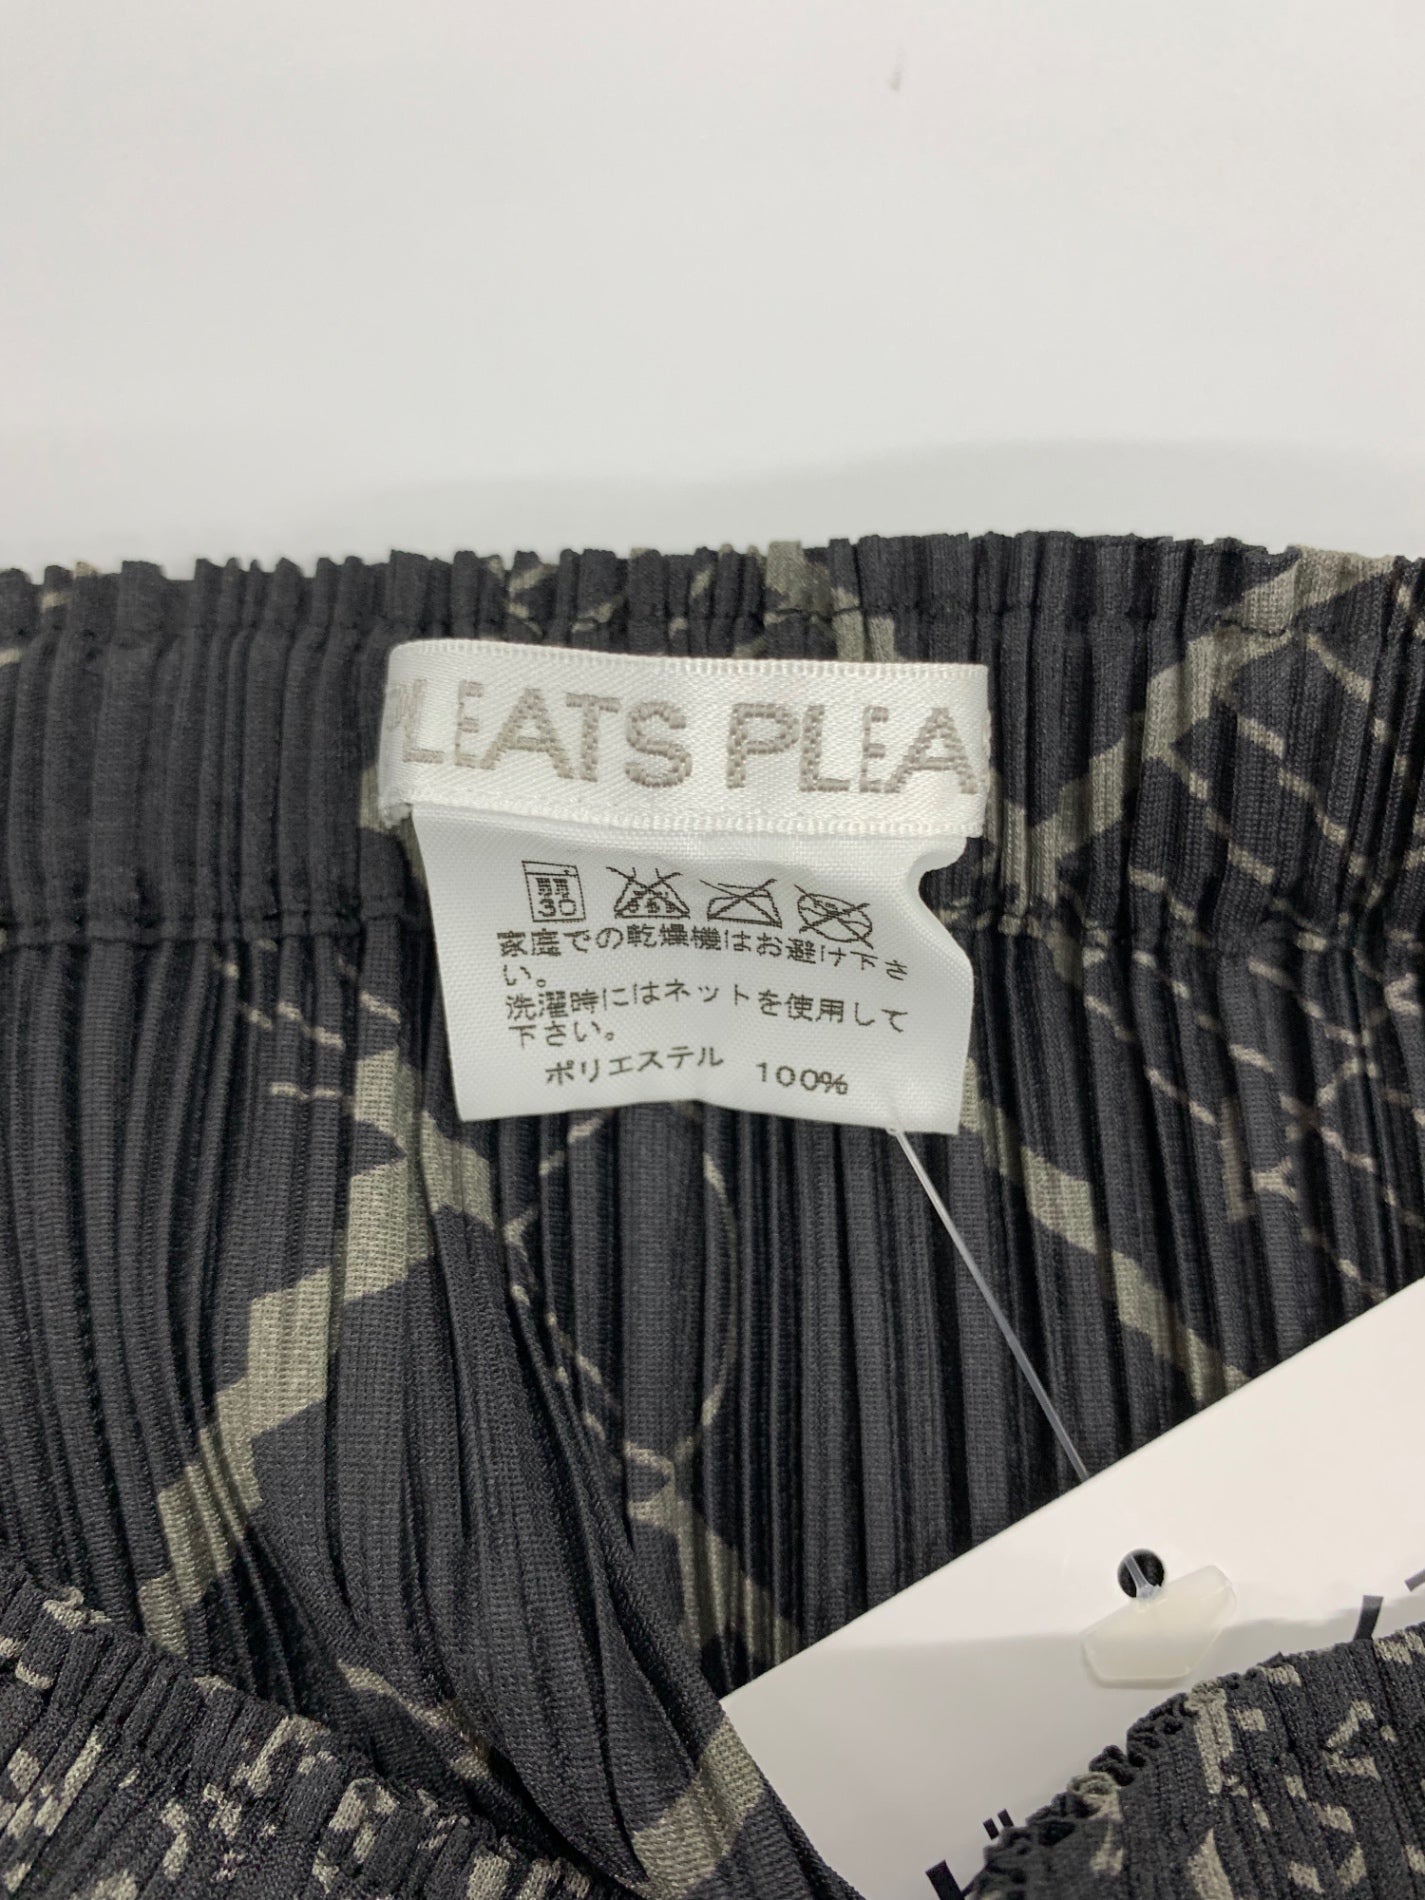 PLEATS PLEA
弱
30
家庭での乾燥機はお避け下さ
い。
洗濯時にはネットを使用して
下さい。
ポリエステル 100%